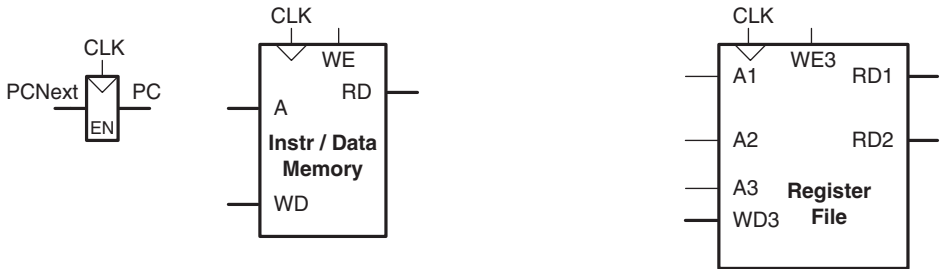 CLK
PCNext
PC
EN
CLK
WE
RD
A
Instr / Data
Memory
WD
CLK
WE3
A1
RD1
A2
RD2
A3
Register
File
WD3